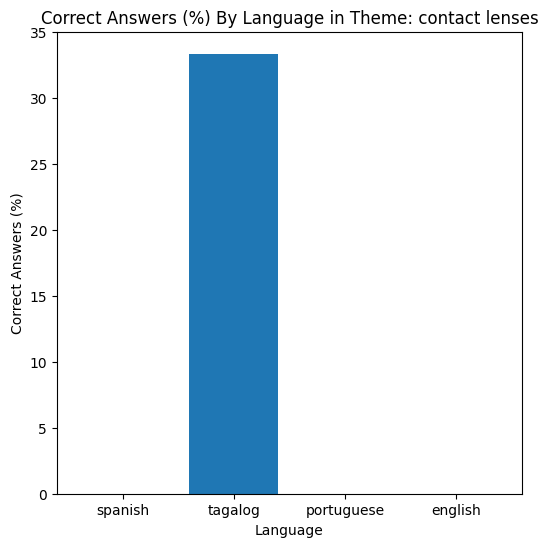 Correct Answers (%) By Language in Theme: contact lenses
35
30
25
20
15
10
5
0
Correct Answers (%)
spanish tagalog portuguese english
Language